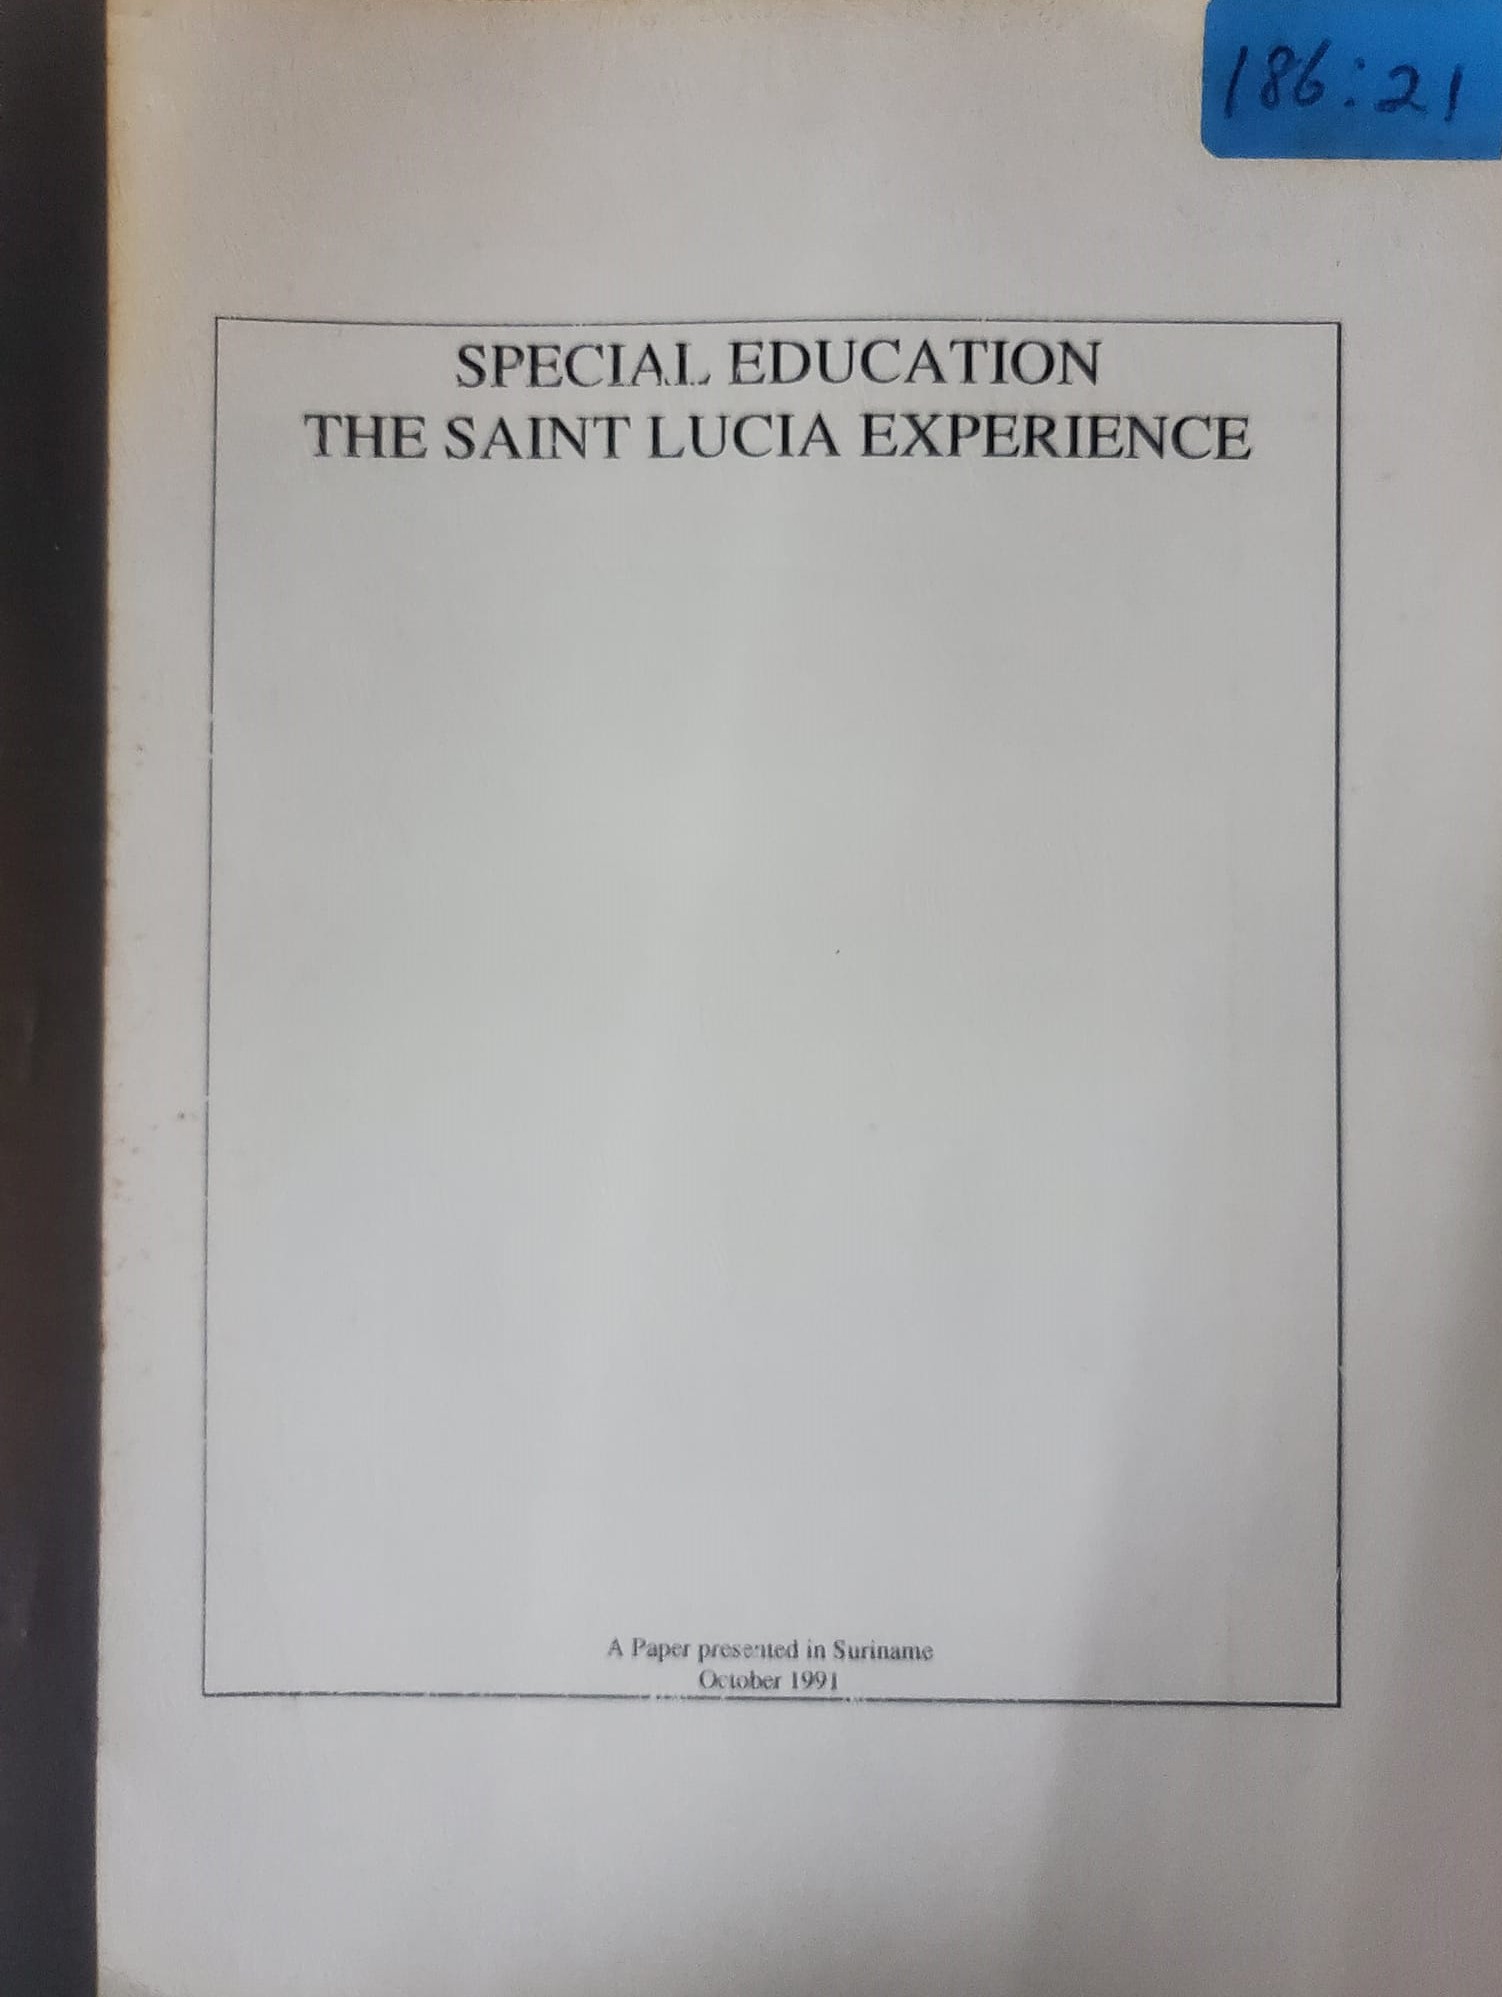 186:21
SPECIAL EDUCATION
THE SAINT LUCIA EXPERIENCE
A Paper presented in Suriname
October 1991